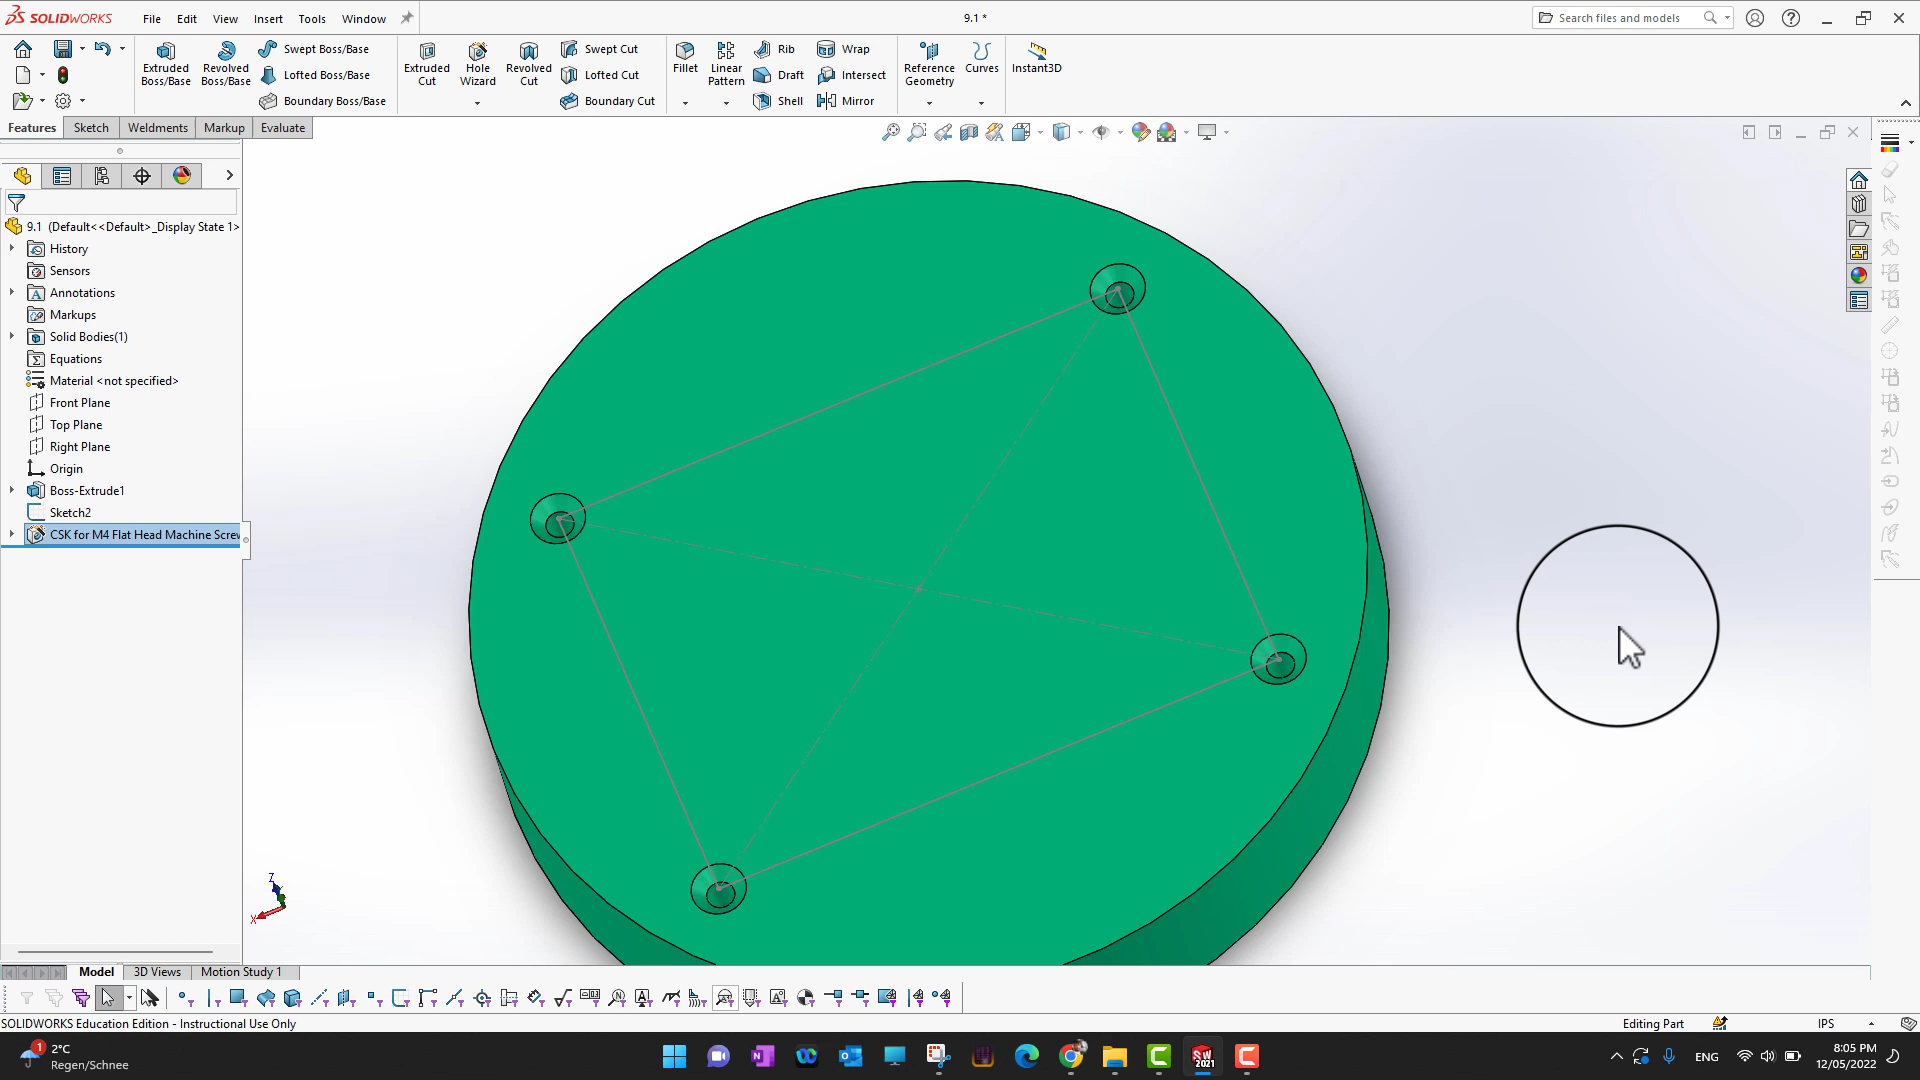 SOLIDWORKS
File Edit View Insert Tools Window
9.1 *
Search files and models
Extruded Boss/Base
Revolved Boss/Base
Swept Boss/Base
Lofted Boss/Base
Boundary Boss/Base
Extruded Cut
Hole Wizard
Revolved Cut
Swept Cut
Lofted Cut
Boundary Cut
Fillet
Linear Pattern
Rib
Draft
Shell
Wrap
Intersect
Mirror
Reference Geometry
Curves
Instant3D
Features Sketch Weldments Markup Evaluate
9.1 (Default<<Default>_Display State 1>
History
Sensors
Annotations
Markups
Solid Bodies(1)
Equations
Material <not specified>
Front Plane
Top Plane
Right Plane
Origin
Boss-Extrude1
Sketch2
CSK for M4 Flat Head Machine Screw
Z
X
Model 3D Views Motion Study 1
SOLIDWORKS Education Edition - Instructional Use Only
Editing Part
IPS
1
2°C
Regen/Schnee
SW
2021
ENG
8:05 PM
12/05/2022